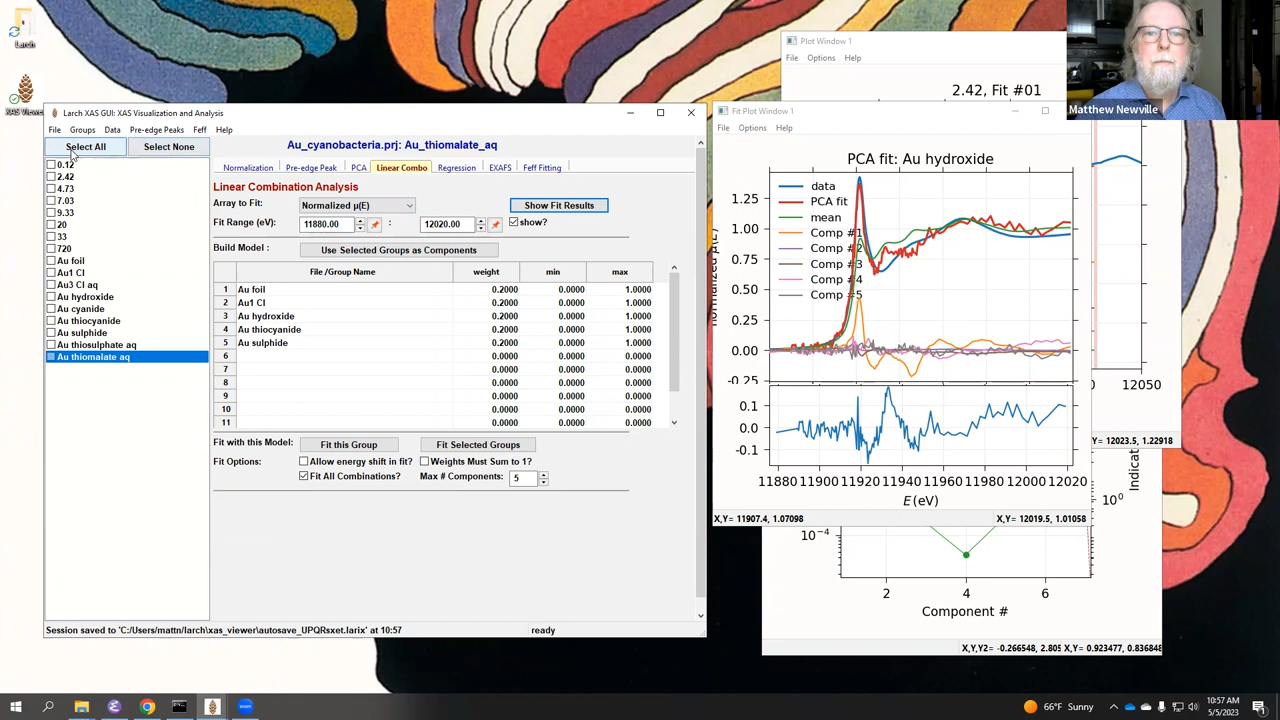 Larch
XAS Viewer
Larch XAS GUI: XAS Visualization and Analysis
File Groups Data Pre-edge Peaks Feff Help
Select All Select None
0.12
2.42
4.73
7.03
9.33
20
33
720
Au foil
Au1 Cl
Au3 Cl aq
Au hydroxide
Au cyanide
Au thiocyanide
Au sulphide
Au thiosulphate aq
Au thiomalate aq
Au_cyanobacteria.prj: Au_thiomalate_aq
Normalization Pre-edge Peak PCA Linear Combo Regression EXAFS Feff Fitting
Linear Combination Analysis
Array to Fit: Normalized μ(E) Show Fit Results
Fit Range (eV): 11880.00 : 12020.00 show?
Build Model : Use Selected Groups as Components
File /Group Name weight min max
1 Au foil 0.2000 0.0000 1.0000
2 Au1 Cl 0.2000 0.0000 1.0000
3 Au hydroxide 0.2000 0.0000 1.0000
4 Au thiocyanide 0.2000 0.0000 1.0000
5 Au sulphide 0.2000 0.0000 1.0000
6 0.0000 0.0000 1.0000
7 0.0000 0.0000 1.0000
8 0.0000 0.0000 1.0000
9 0.0000 0.0000 1.0000
10 0.0000 0.0000 1.0000
11 0.0000 0.0000 1.0000
Fit with this Model: Fit this Group Fit Selected Groups
Fit Options: Allow energy shift in fit? Weights Must Sum to 1?
Fit All Combinations? Max # Components: 5
Session saved to 'C:/Users/mattn/larch\xas_viewer/autosave_UPQRsxet.larix' at 10:57 ready
Plot Window 1
File Options Help
2.42, Fit #01
Matthew Newville
Fit Plot Window 1
File Options Help
PCA fit: Au hydroxide
data
PCA fit
mean
Comp #1
Comp #2
Comp #3
Comp #4
Comp #5
1.25
1.00
0.75
0.50
0.25
0.00
-0.25
0.1
0.0
-0.1
11880 11900 11920 11940 11960 11980 12000 12020
E (eV)
X,Y: 11907.4, 1.07098 X,Y= 12019.5, 1.01058
12050
= 12023.5, 1.22918
Indicat
10⁰
10⁻⁴
2 4 6
Component #
X,Y,Y2= -0.266548, 2.805 X,Y= 0.923477, 0.836848
66°F Sunny
10:57 AM
5/5/2023
1